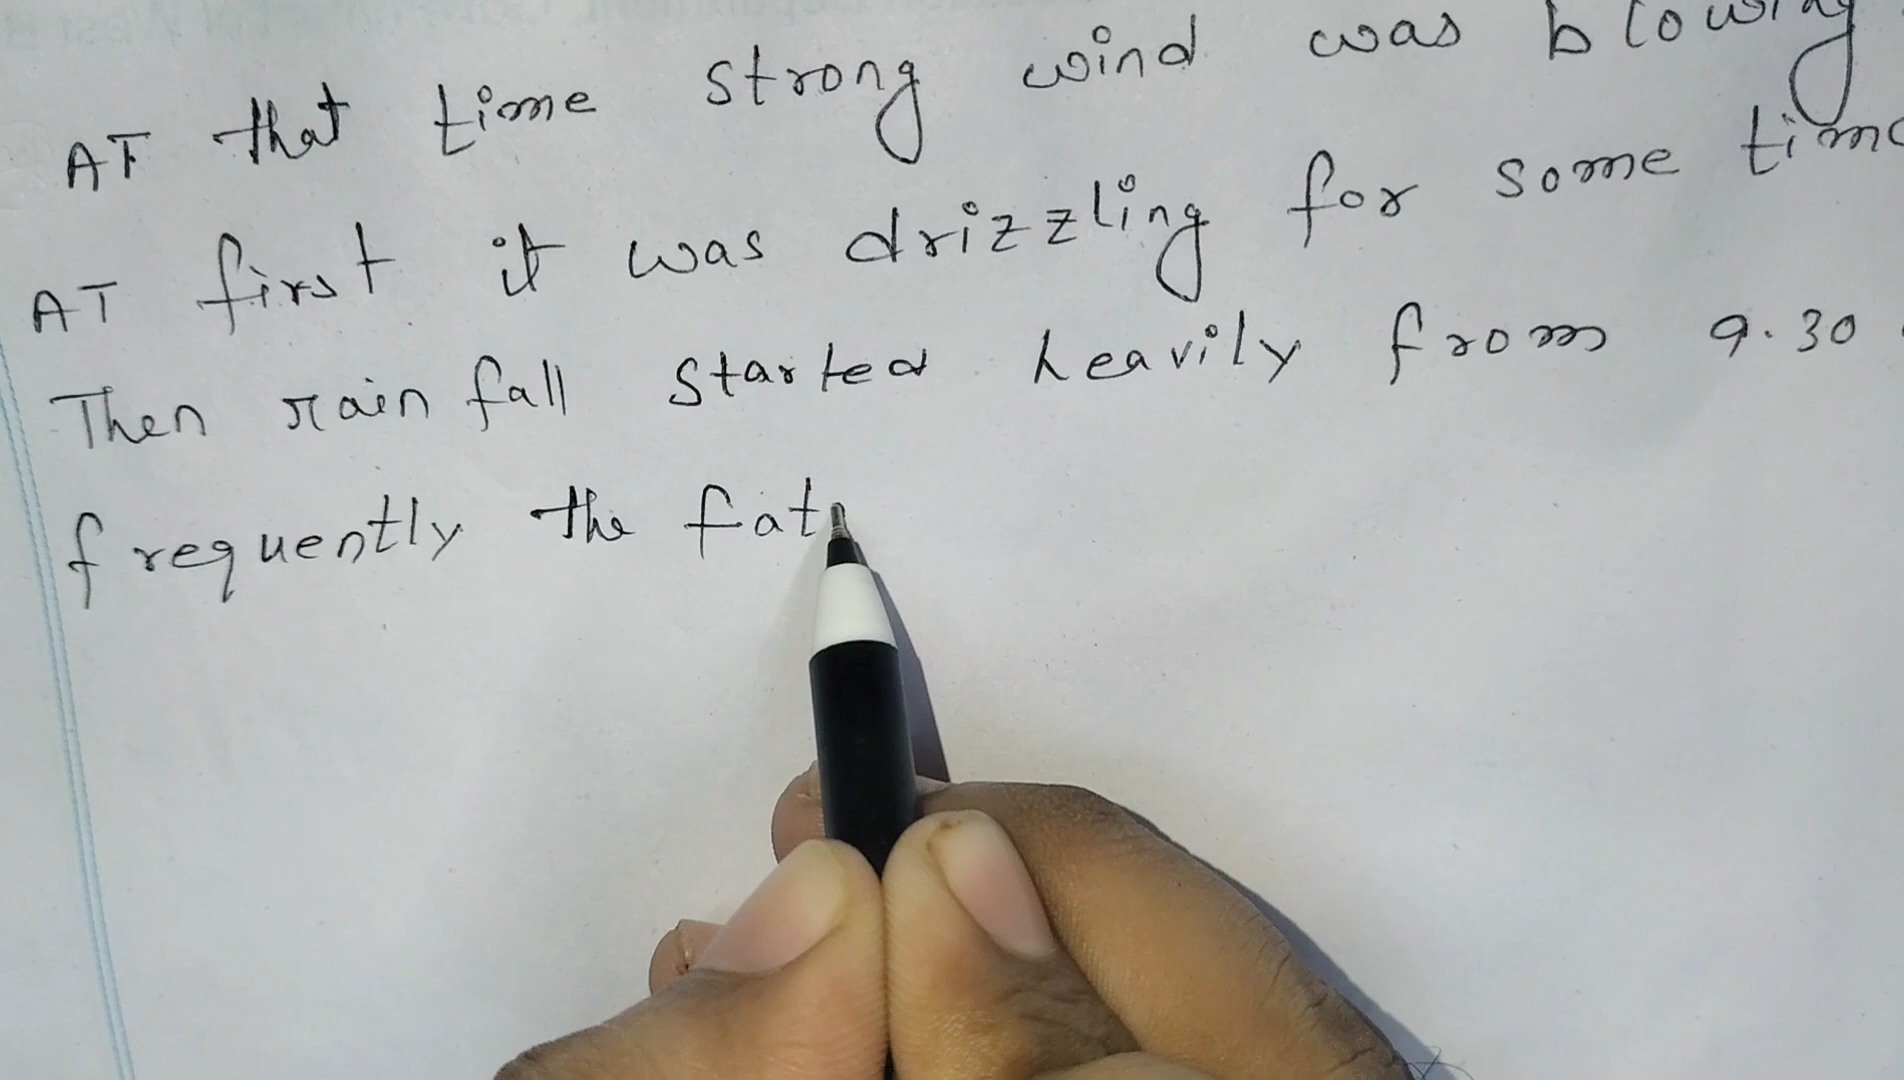 AT that time strong wind was blowing
AT first it was drizzling for some time
Then rain fall started heavily from 9.30
frequently the fat